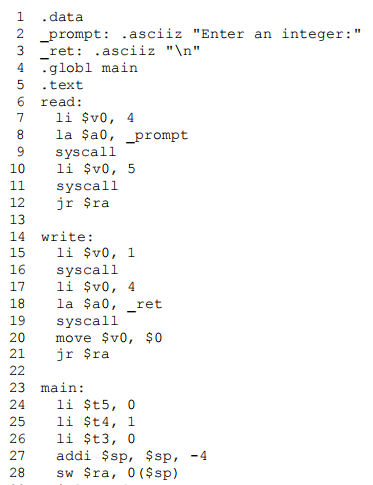 1 .data
2 _prompt: .asciiz "Enter an integer:"
3 _ret: .asciiz "\n"
4 .globl main
5 .text
6 read:
7 li $v0, 4
8 la $a0, _prompt
9 syscall
10 li $v0, 5
11 syscall
12 jr $ra
13
14 write:
15 li $v0, 1
16 syscall
17 li $v0, 4
18 la $a0, _ret
19 syscall
20 move $v0, $0
21 jr $ra
22
23 main:
24 li $t5, 0
25 li $t4, 1
26 li $t3, 0
27 addi $sp, $sp, -4
28 sw $ra, 0($sp)